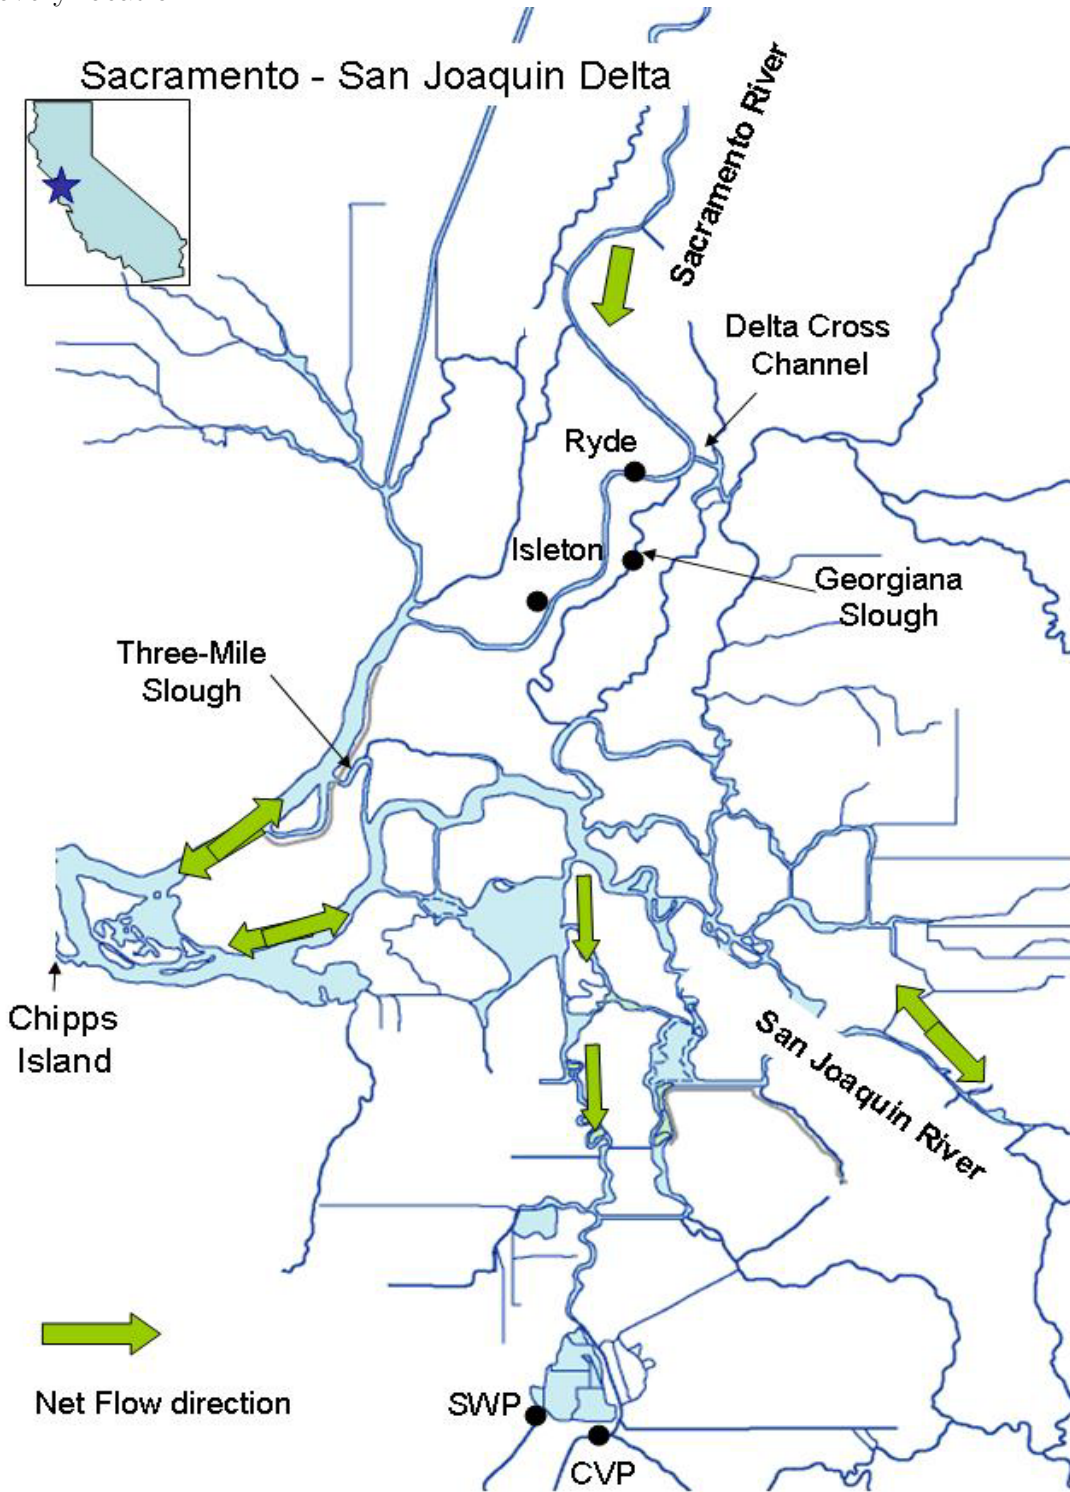 Sacramento - San Joaquin Delta
Sacramento River
Delta Cross
Channel
Ryde
Isleton
Georgiana
Slough
Three-Mile
Slough
Chipps
Island
San Joaquin River
Net Flow direction
SWP
CVP